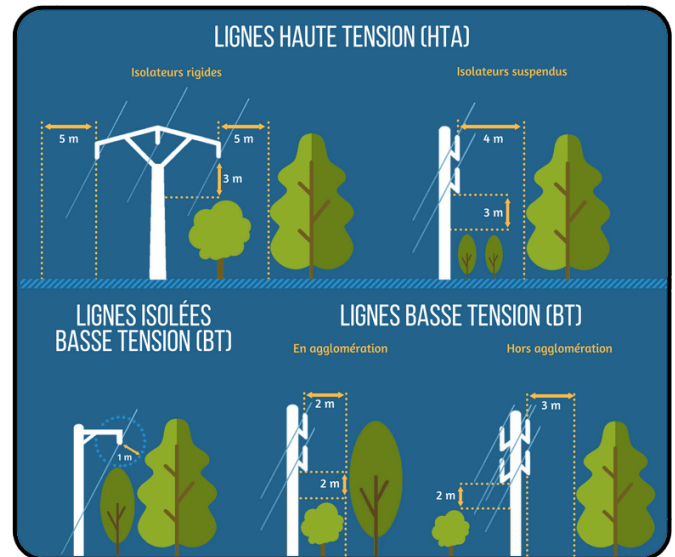 LIGNES HAUTE TENSION (HTA)
Isolateurs rigides
Isolateurs suspendus
5 m
5 m
4 m
3 m
3 m
LIGNES ISOLÉES
BASSE TENSION (BT)
LIGNES BASSE TENSION (BT)
En agglomération
Hors agglomération
2 m
3 m
1 m
2 m
2 m